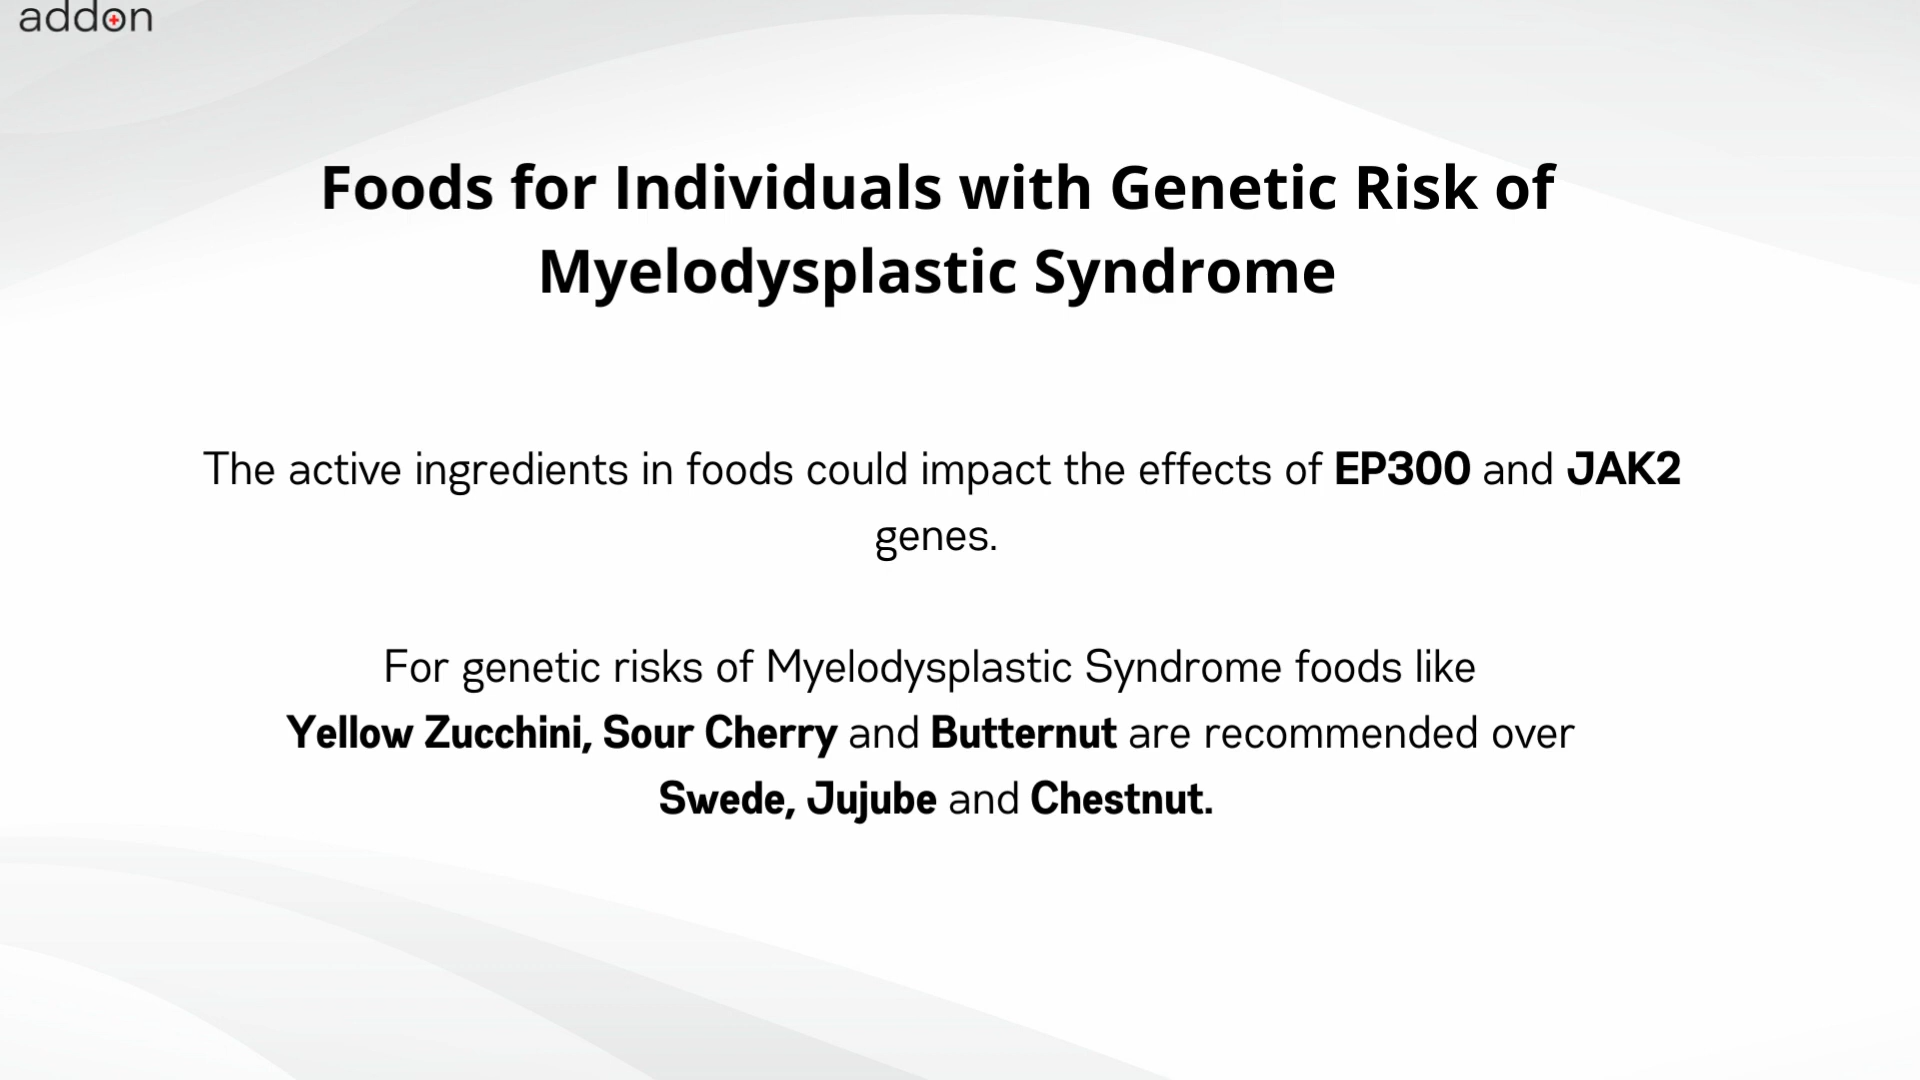 addon
Foods for Individuals with Genetic Risk of
Myelodysplastic Syndrome
The active ingredients in foods could impact the effects of EP300 and JAK2
genes.
For genetic risks of Myelodysplastic Syndrome foods like
Yellow Zucchini, Sour Cherry and Butternut are recommended over
Swede, Jujube and Chestnut.